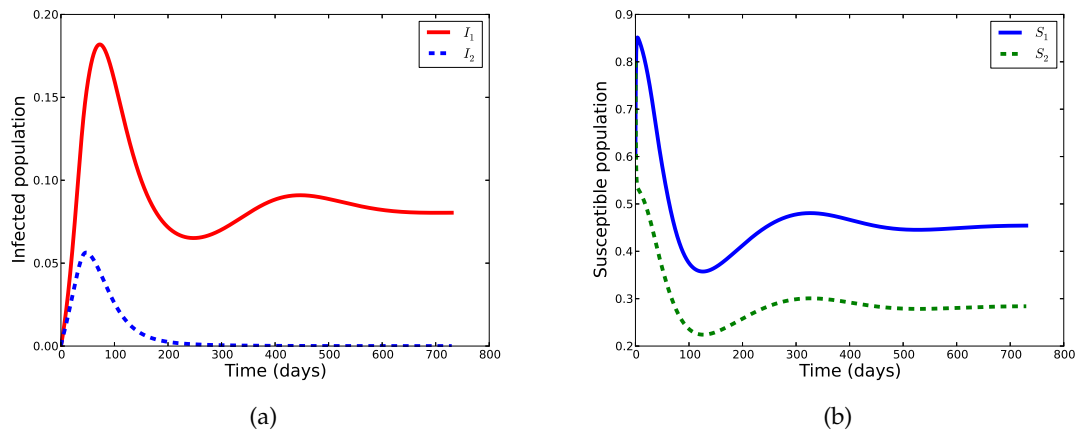 0.20
0.15
0.10
0.05
0.00
0 100 200 300 400 500 600 700 800
Infected population
Time (days)
I₁
I₂
(a)
0.9
0.8
0.7
0.6
0.5
0.4
0.3
0.2
0 100 200 300 400 500 600 700 800
Susceptible population
Time (days)
S₁
S₂
(b)